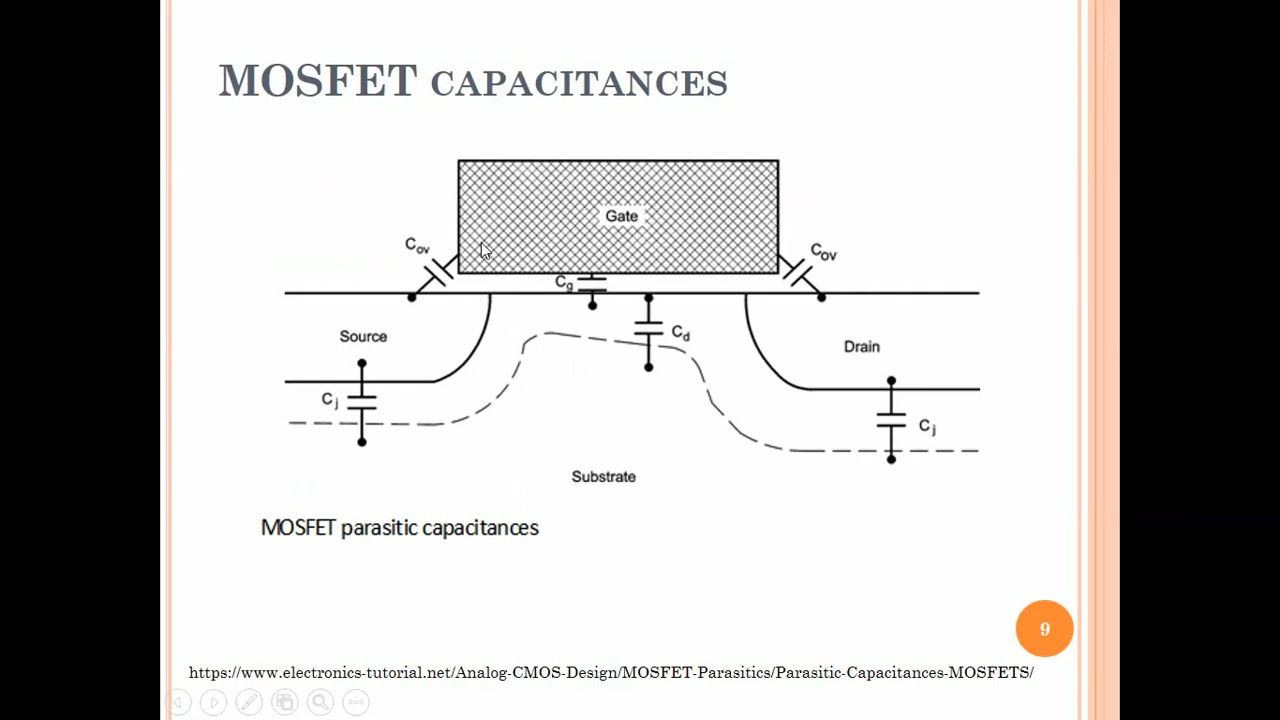 MOSFET CAPACITANCES
Gate
Cov
Cov
Cg
Source
Cd
Drain
Cj
Cj
Substrate
MOSFET parasitic capacitances
9
https://www.electronics-tutorial.net/Analog-CMOS-Design/MOSFET-Parasitics/Parasitic-Capacitances-MOSFETS/